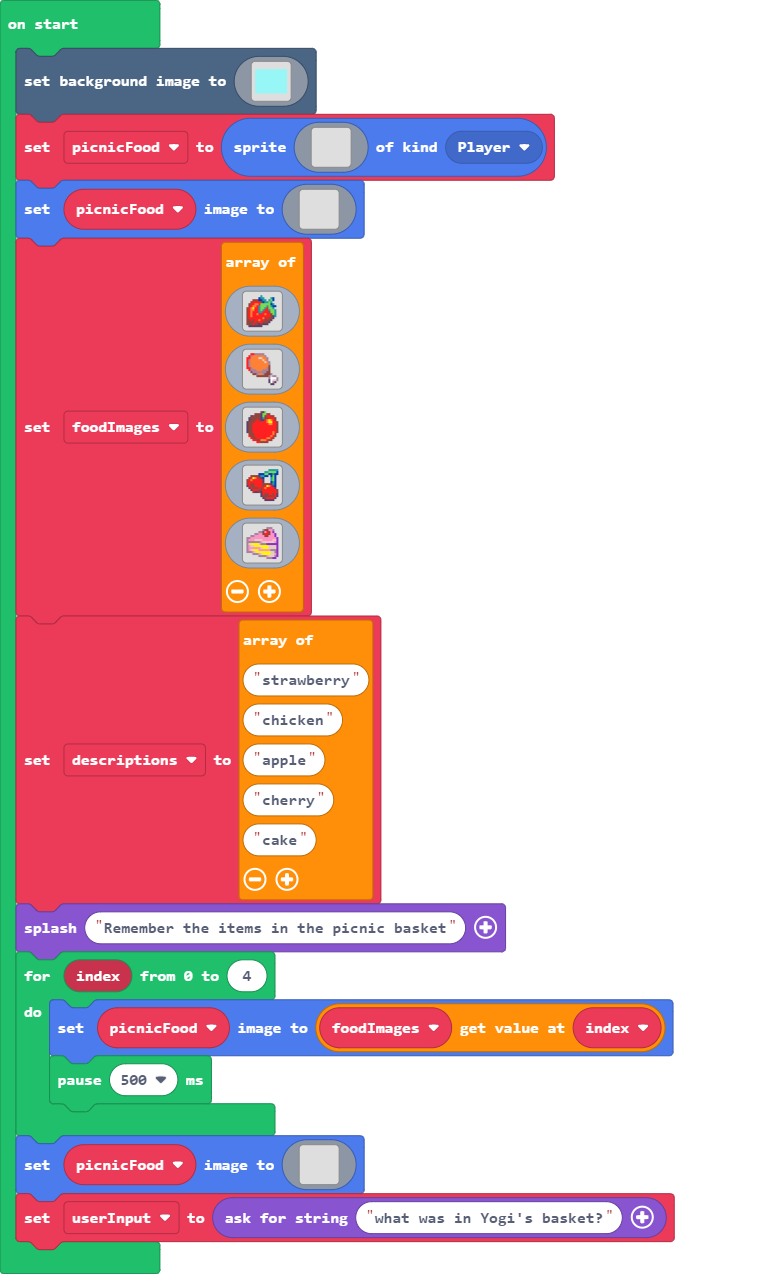 on start
set background image to
set picnicFood to sprite of kind Player
set picnicFood image to
array of
set foodImages to
array of
"strawberry"
"chicken"
set descriptions to "apple"
"cherry"
"cake"
splash "Remember the items in the picnic basket"
for index from 0 to 4
do
set picnicFood image to foodImages get value at index
pause 500 ms
set picnicFood image to
set userInput to ask for string "what was in Yogi's basket?"